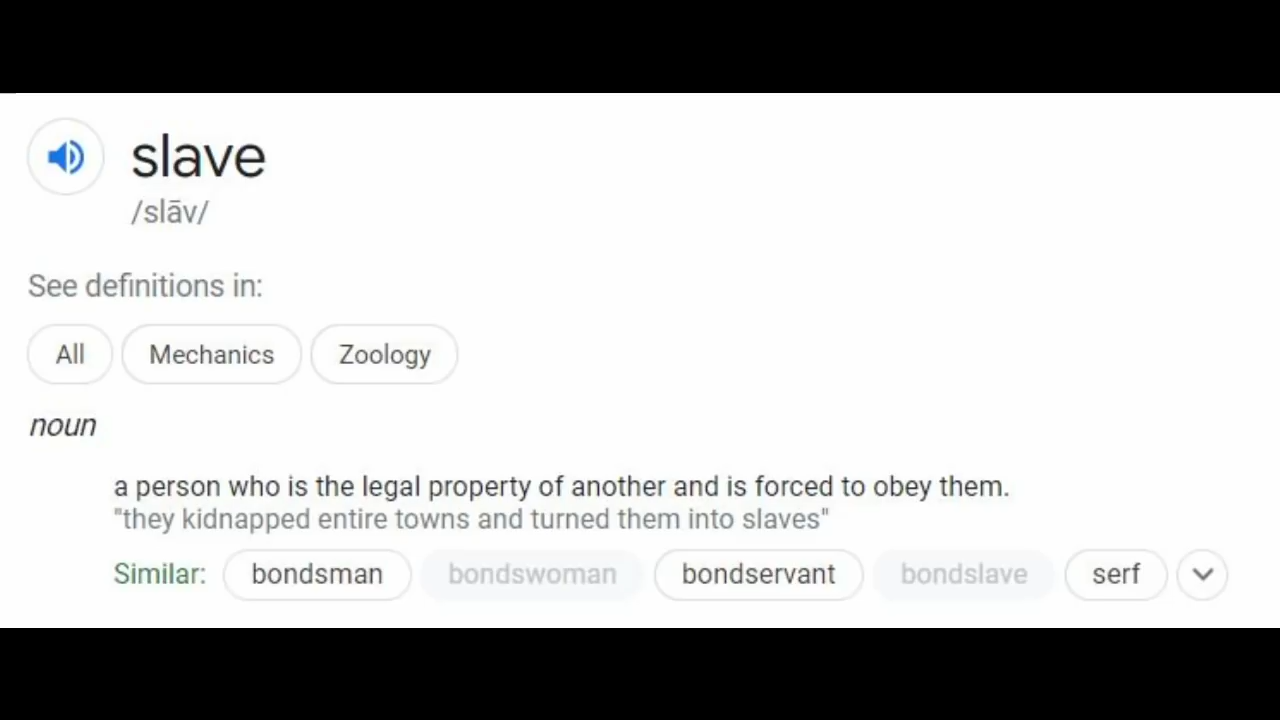 slave
/slāv/
See definitions in:
All Mechanics Zoology
noun
a person who is the legal property of another and is forced to obey them.
"they kidnapped entire towns and turned them into slaves"
Similar: bondsman bondswoman bondservant bondslave serf